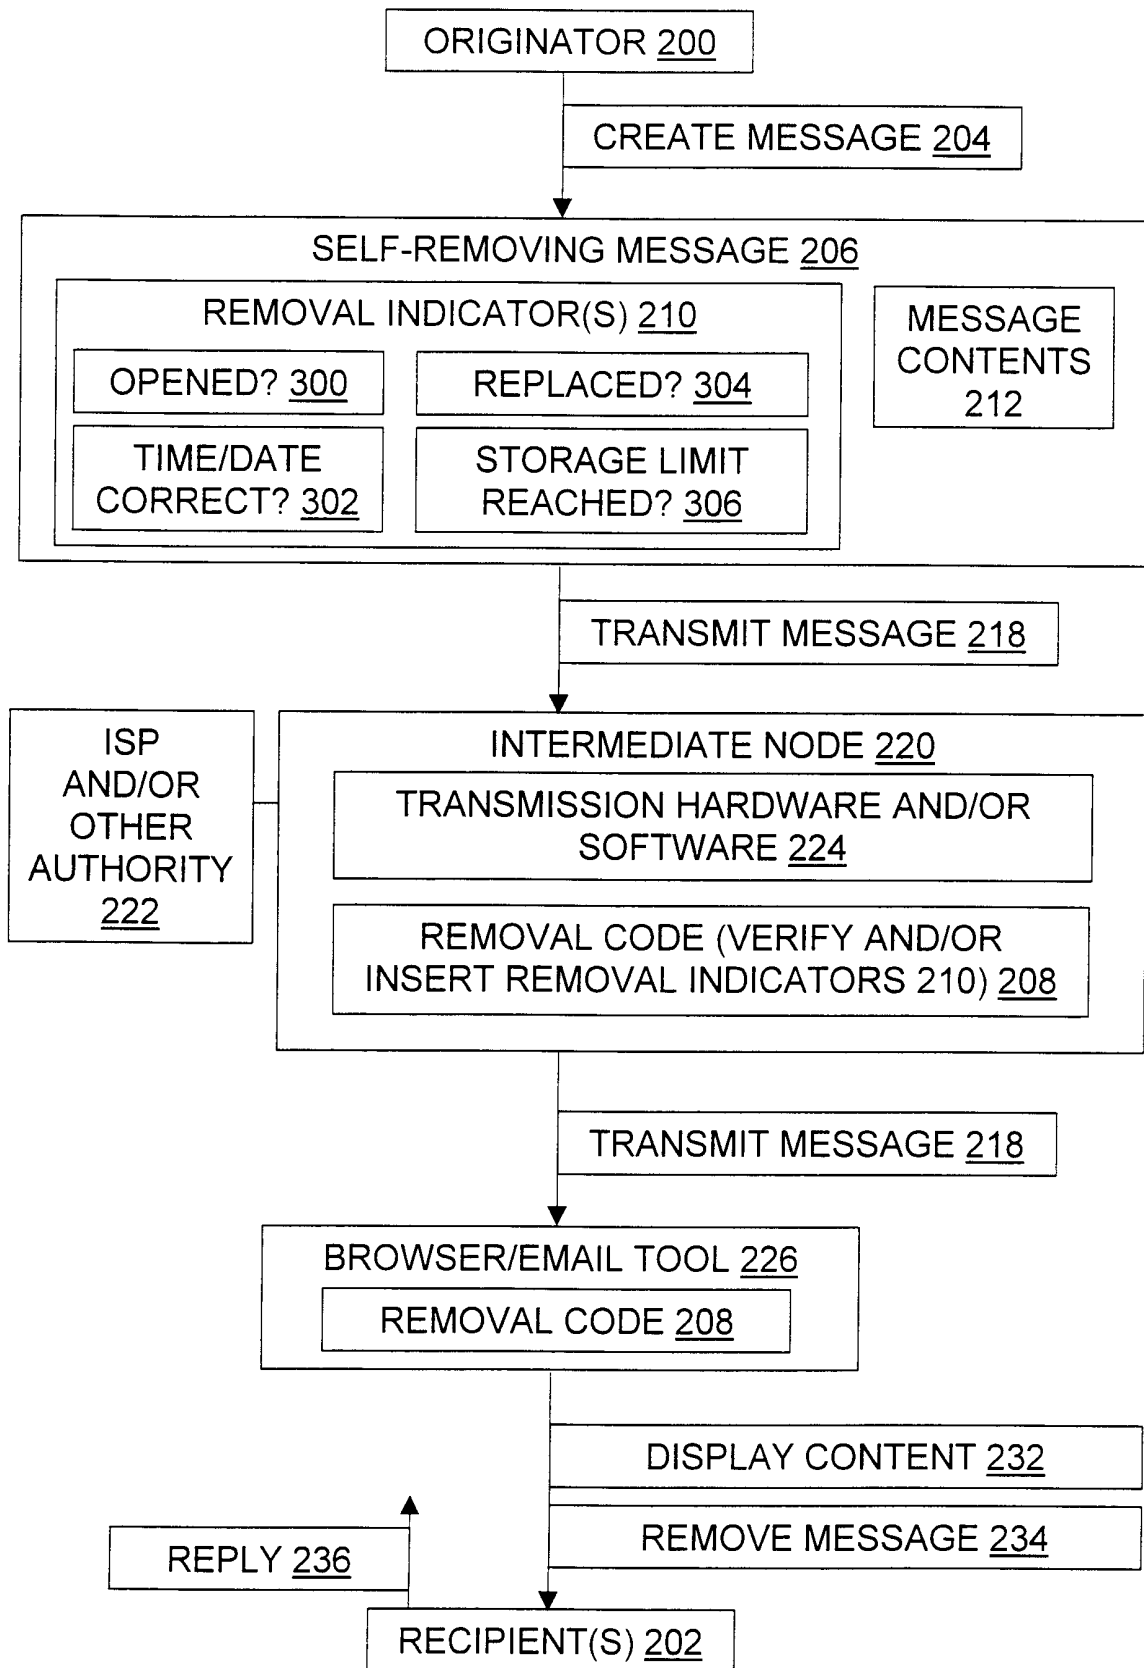 ORIGINATOR 200
CREATE MESSAGE 204
SELF-REMOVING MESSAGE 206
REMOVAL INDICATOR(S) 210
OPENED? 300
REPLACED? 304
TIME/DATE
CORRECT? 302
STORAGE LIMIT
REACHED? 306
MESSAGE
CONTENTS
212
TRANSMIT MESSAGE 218
ISP
AND/OR
OTHER
AUTHORITY
222
INTERMEDIATE NODE 220
TRANSMISSION HARDWARE AND/OR
SOFTWARE 224
REMOVAL CODE (VERIFY AND/OR
INSERT REMOVAL INDICATORS 210) 208
TRANSMIT MESSAGE 218
BROWSER/EMAIL TOOL 226
REMOVAL CODE 208
DISPLAY CONTENT 232
REMOVE MESSAGE 234
REPLY 236
RECIPIENT(S) 202